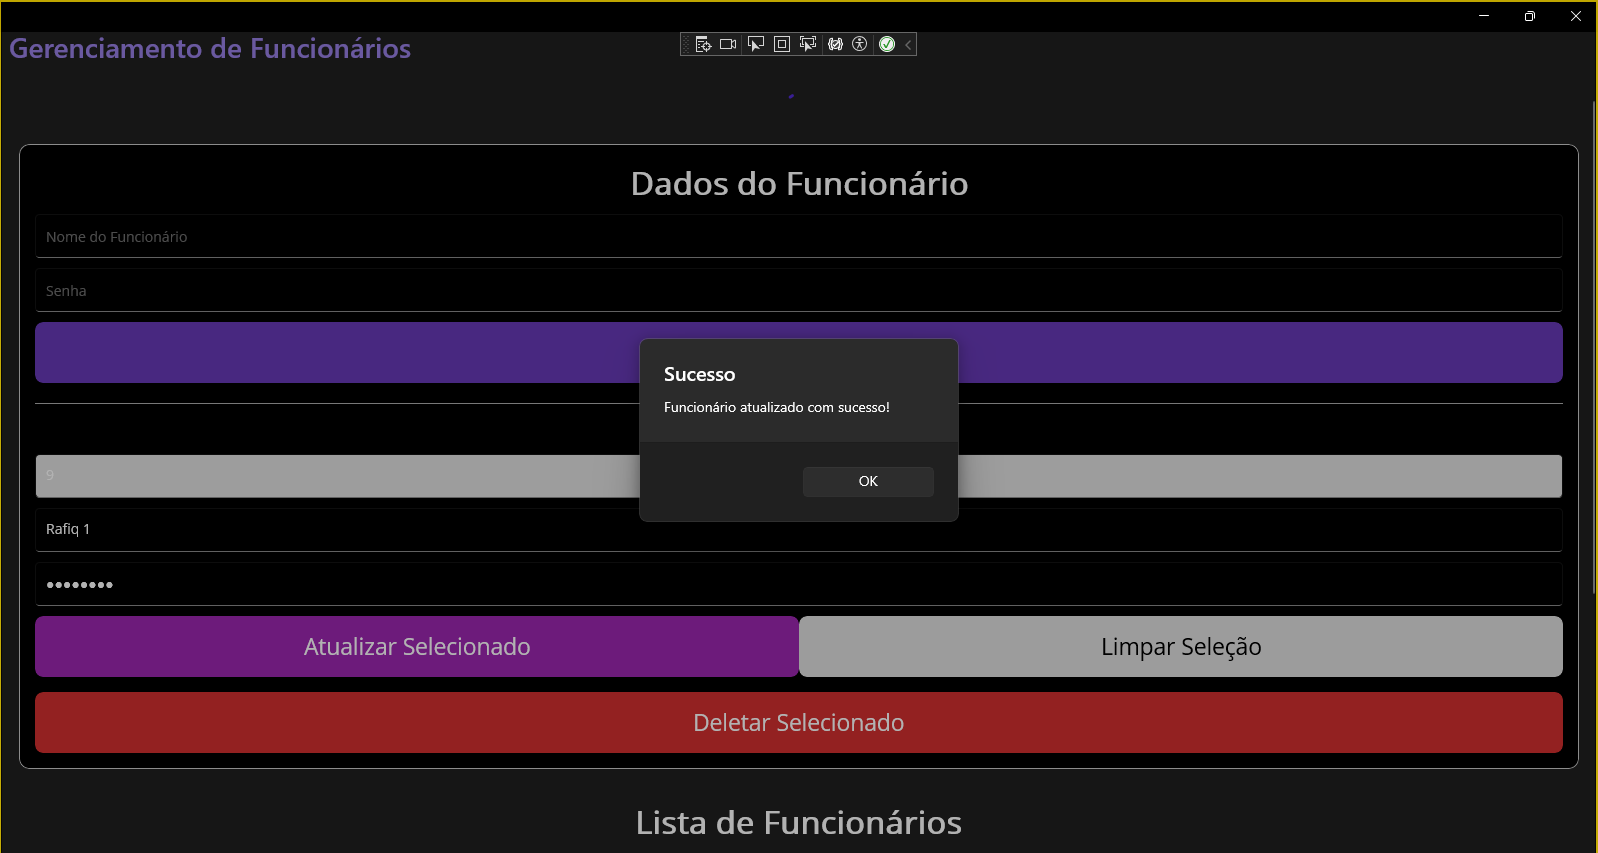 Gerenciamento de Funcionários
Dados do Funcionário
Nome do Funcionário
Senha
Sucesso
Funcionário atualizado com sucesso!
OK
9
Rafiq 1
••••••••
Atualizar Selecionado
Limpar Seleção
Deletar Selecionado
Lista de Funcionários